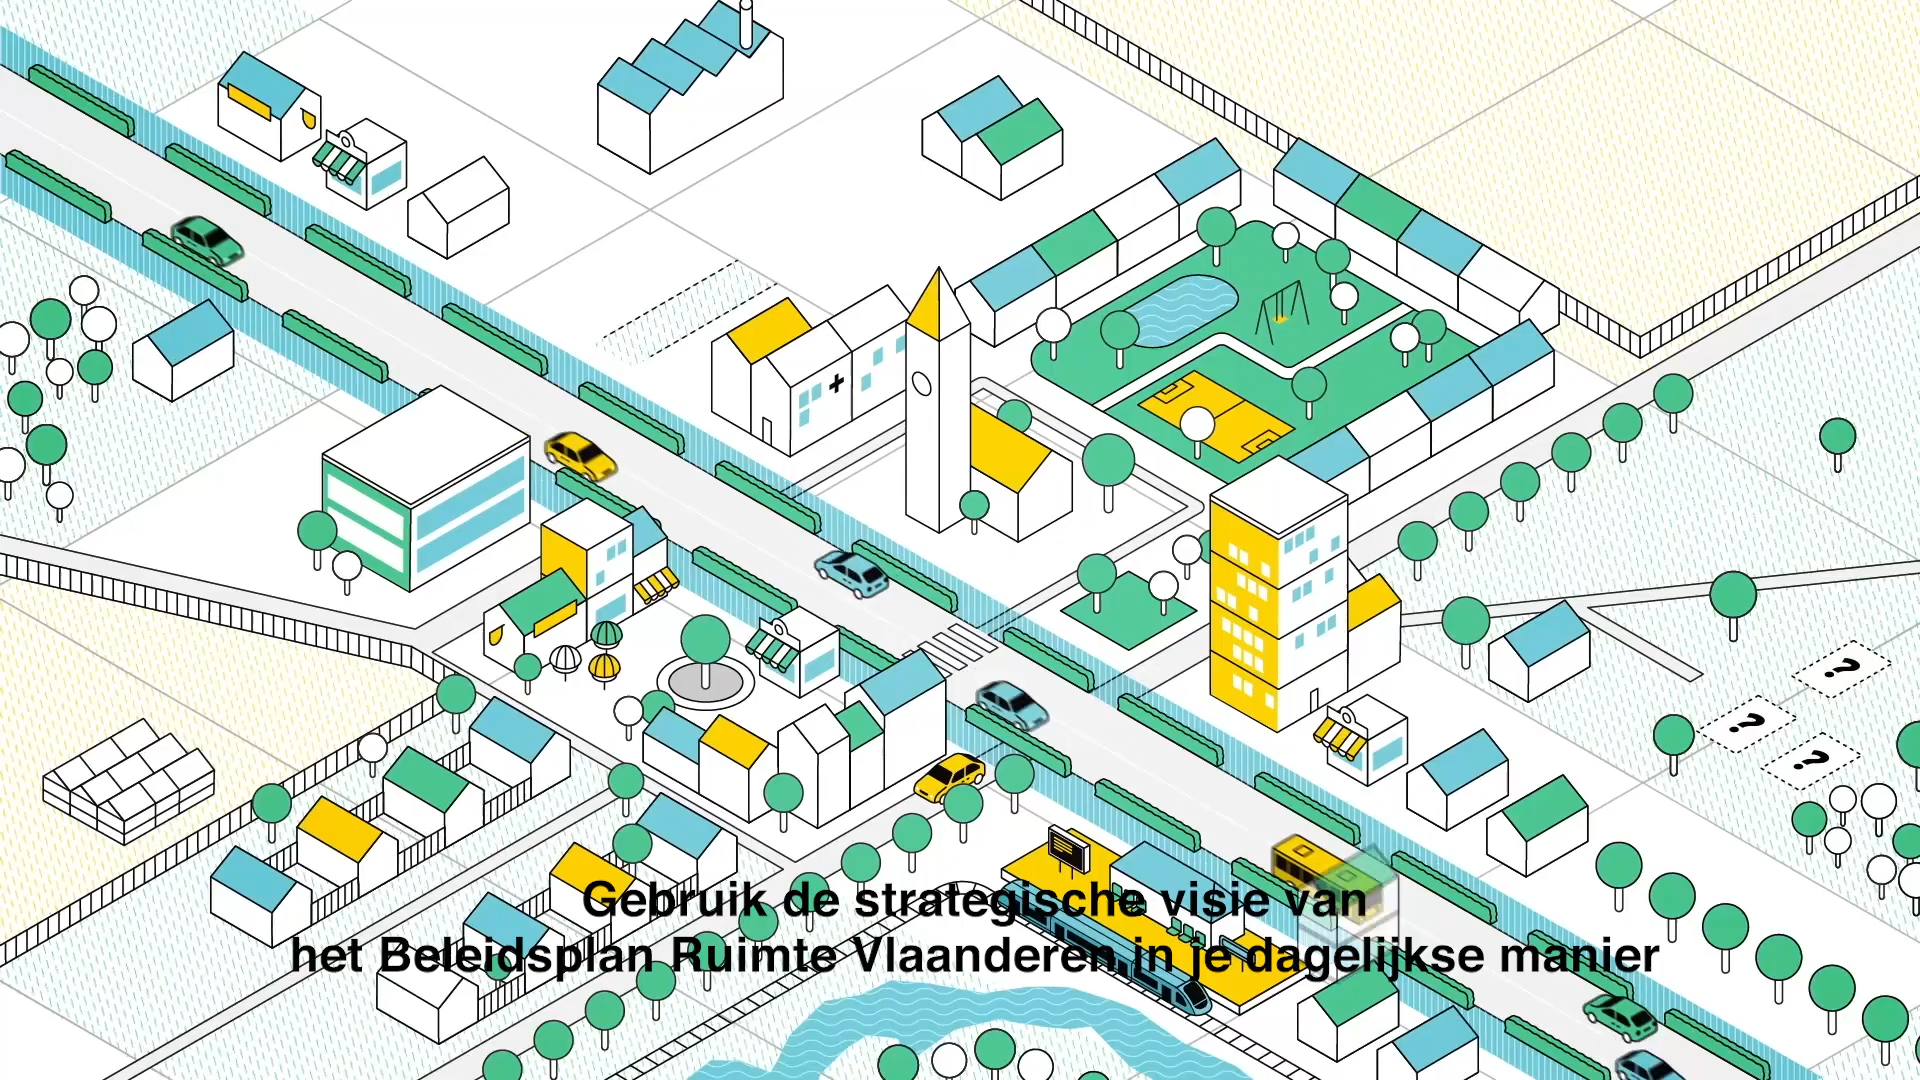 ?
?
?
Gebruik de strategische visie van
het Beleidsplan Ruimte Vlaanderen in je dagelijkse manier